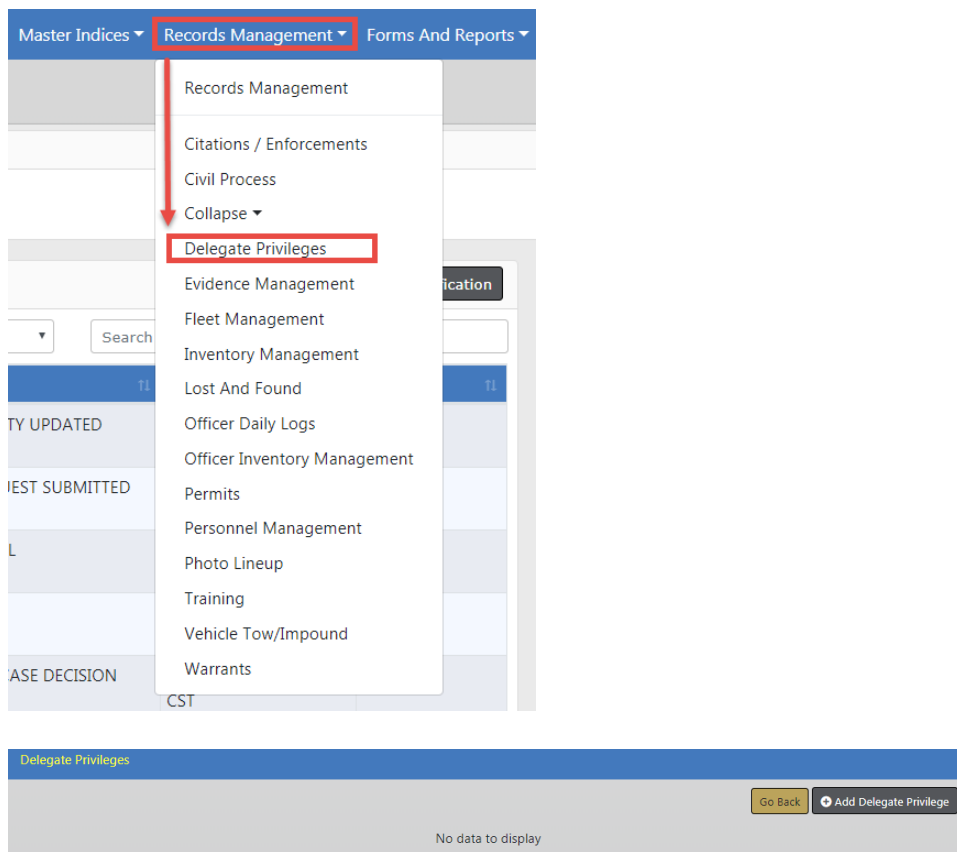 Master Indices Records Management Forms And Reports
Records Management
Citations / Enforcements
Civil Process
Collapse
Delegate Privileges
Evidence Management
ication
Fleet Management
Search
Inventory Management
Lost And Found
TY UPDATED
Officer Daily Logs
Officer Inventory Management
UEST SUBMITTED
Permits
Personnel Management
L
Photo Lineup
Training
Vehicle Tow/Impound
ASE DECISION
Warrants
CST
Delegate Privileges
Go Back Add Delegate Privilege
No data to display